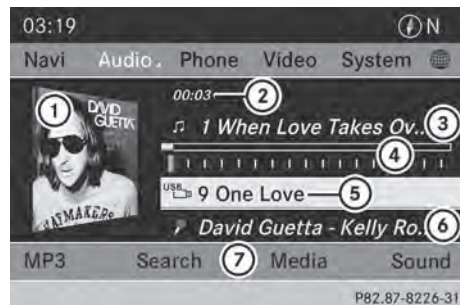 03:19 N
Navi Audio Phone Video System
1 DAVID GUETTA
00:03 2
1 When Love Takes Ov.. 3
4
USB 9 One Love 5
David Guetta - Kelly Ro.. 6
MP3 Search 7 Media Sound
P82.87-8226-31